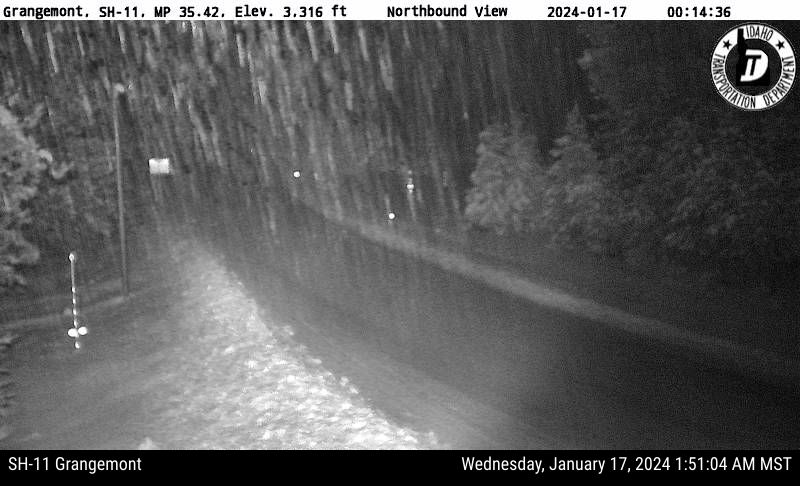 Grangemont, SH-11, MP 35.42, Elev. 3,316 ft Northbound View 2024-01-17 00:14:36
IDAHO
TRANSPORTATION DEPARTMENT
SH-11 Grangemont Wednesday, January 17, 2024 1:51:04 AM MST